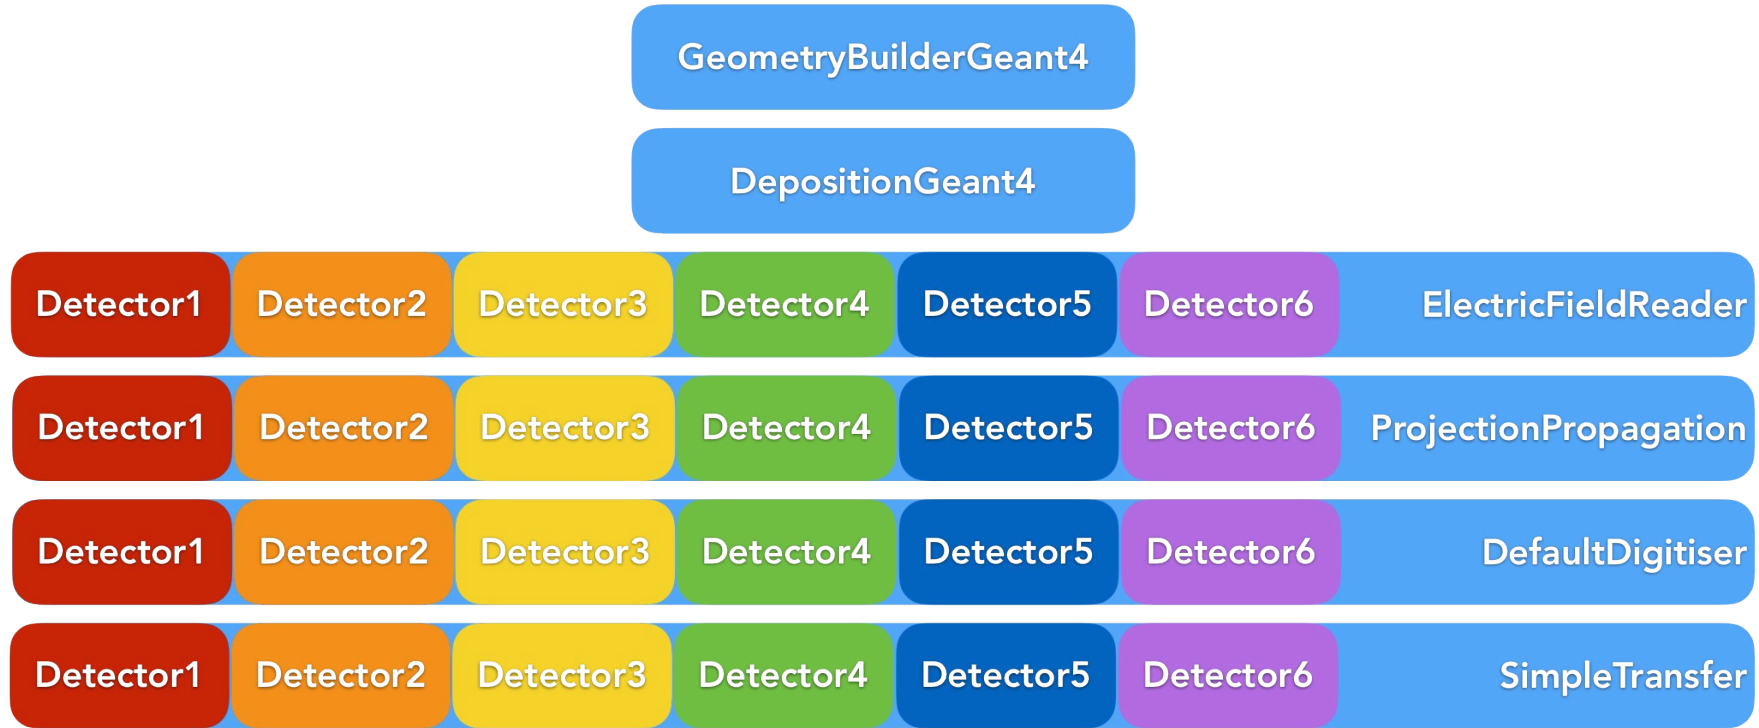 GeometryBuilderGeant4
DepositionGeant4
Detector1 Detector2 Detector3 Detector4 Detector5 Detector6 ElectricFieldReader
Detector1 Detector2 Detector3 Detector4 Detector5 Detector6 ProjectionPropagation
Detector1 Detector2 Detector3 Detector4 Detector5 Detector6 DefaultDigitiser
Detector1 Detector2 Detector3 Detector4 Detector5 Detector6 SimpleTransfer